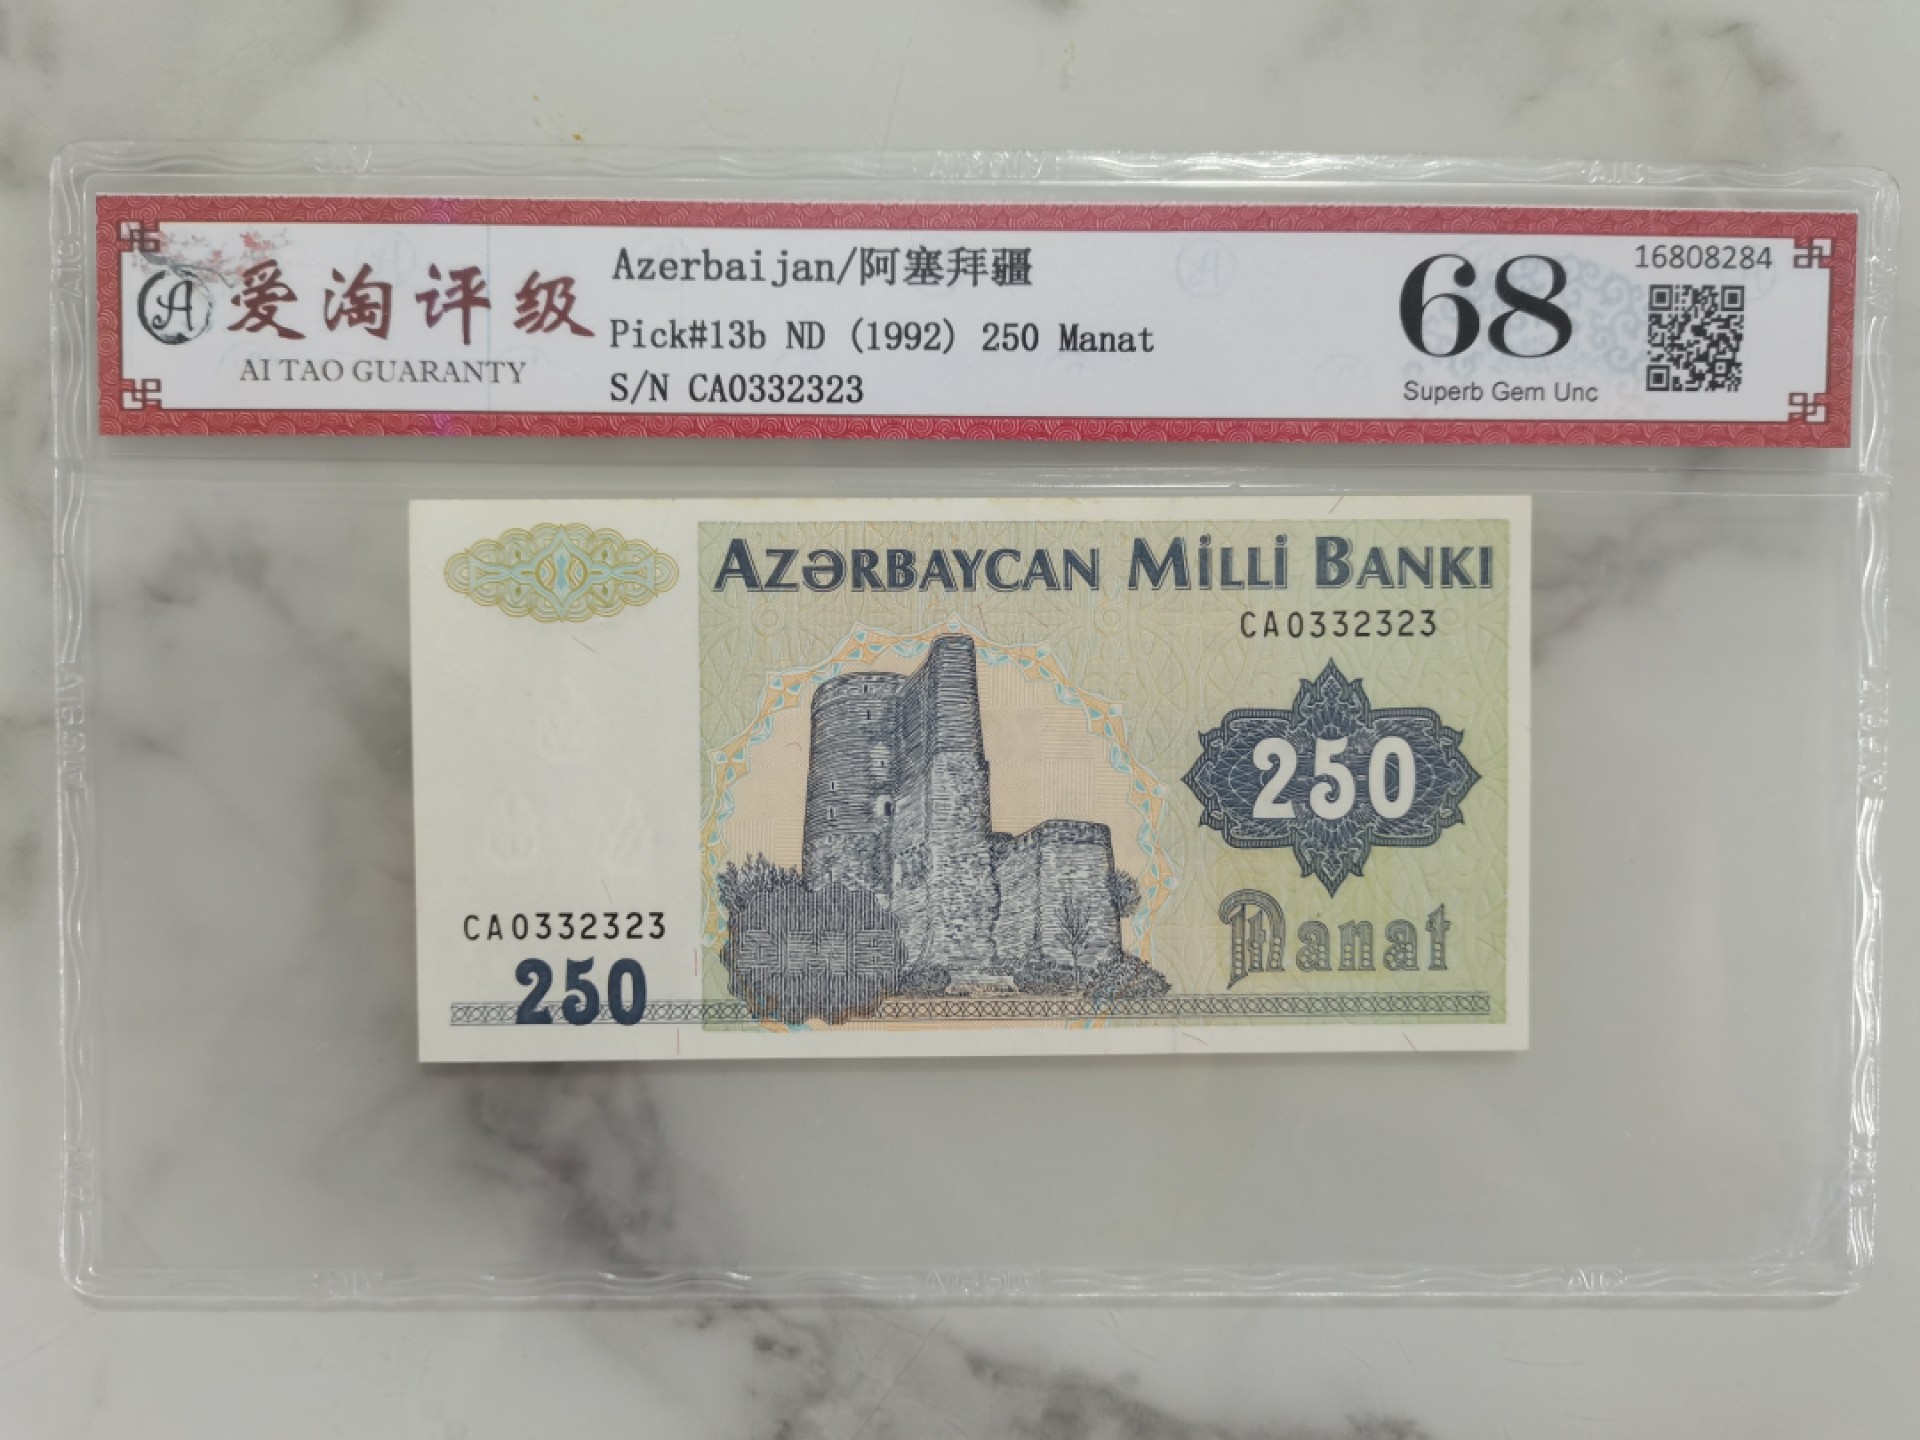 爱淘评级
AI TAO GUARANTY
Azerbaijan/阿塞拜疆
Pick#13b ND (1992) 250 Manat
S/N CA0332323
68
Superb Gem Unc
16808284
AZƏRBAYCAN MİLLİ BANKI
CA0332323
250
Manat
CA0332323
250